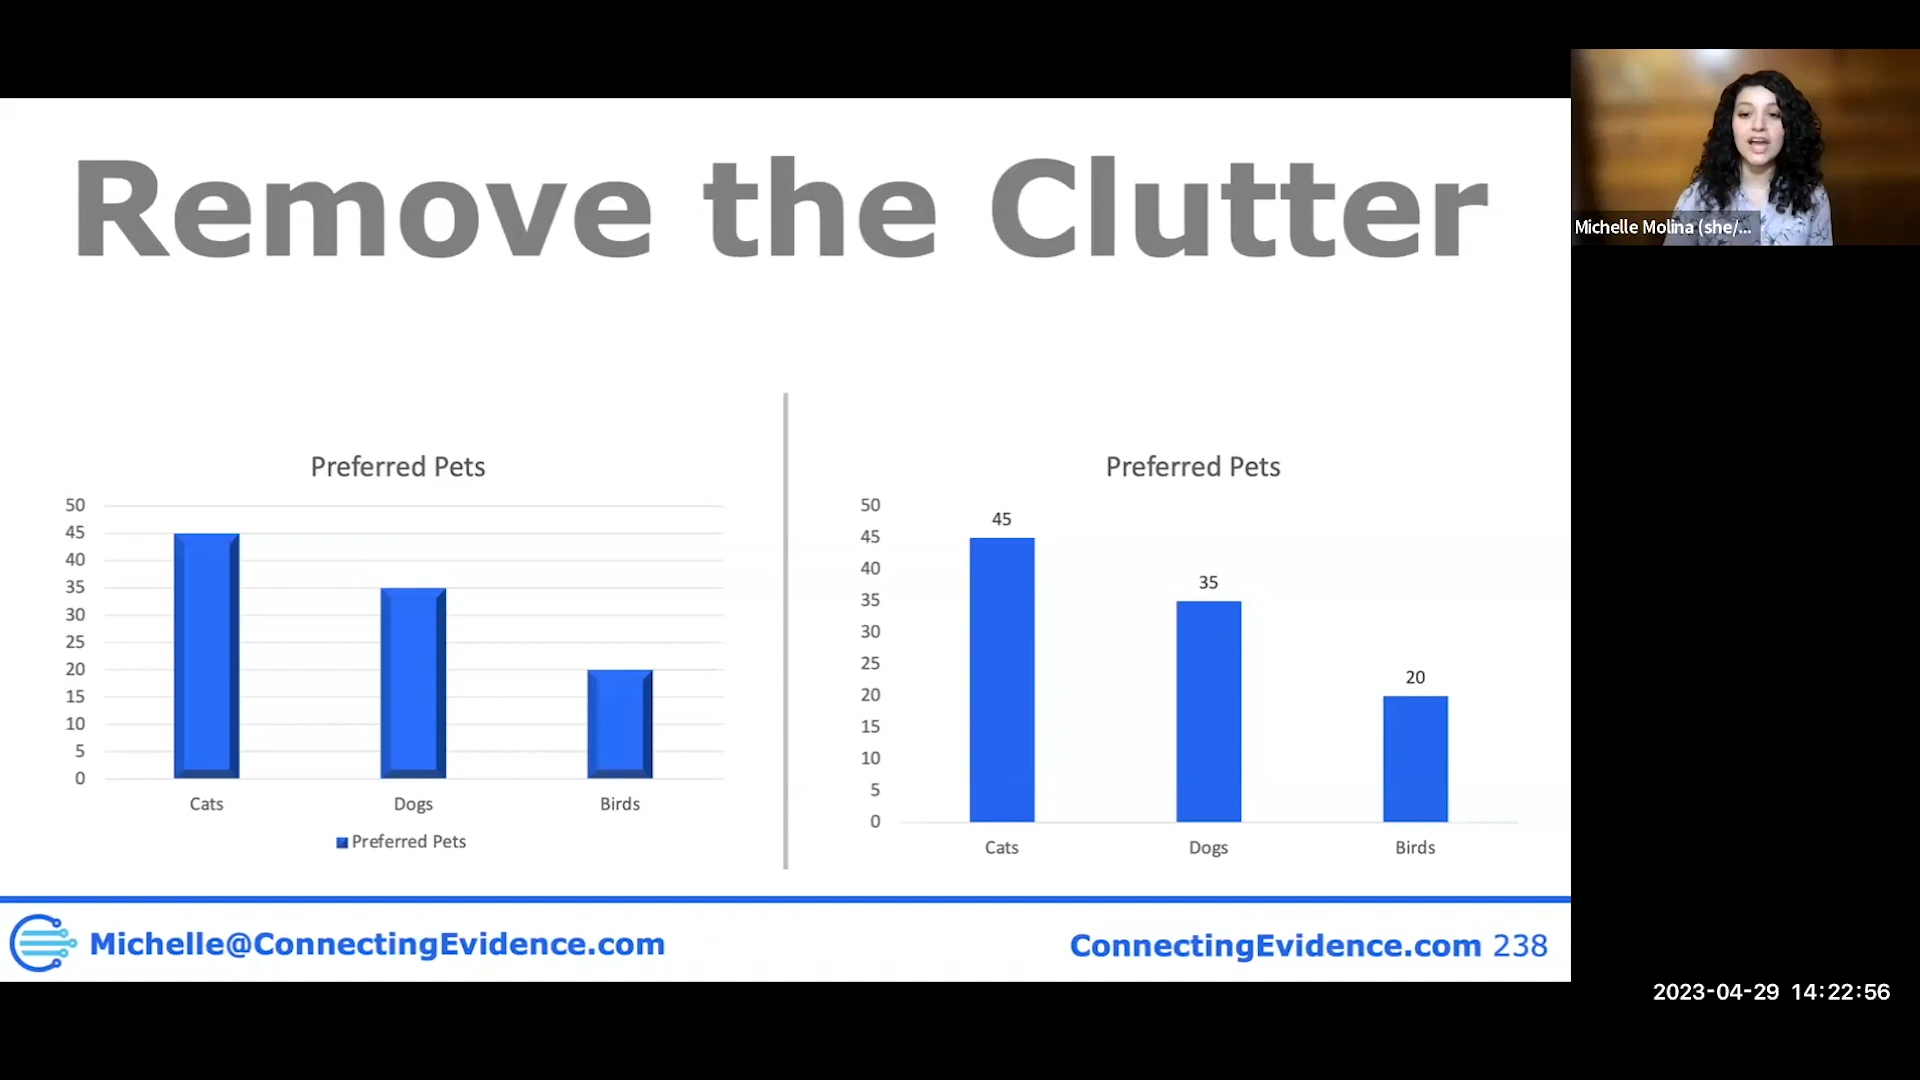 Remove the Clutter
Michelle Molina (she/...
Preferred Pets
50
45
40
35
30
25
20
15
10
5
0
Cats Dogs Birds
Preferred Pets
Preferred Pets
50
45
40
35
30
25
20
15
10
5
0
45
35
20
Cats Dogs Birds
Michelle@ConnectingEvidence.com
ConnectingEvidence.com 238
2023-04-29 14:22:56